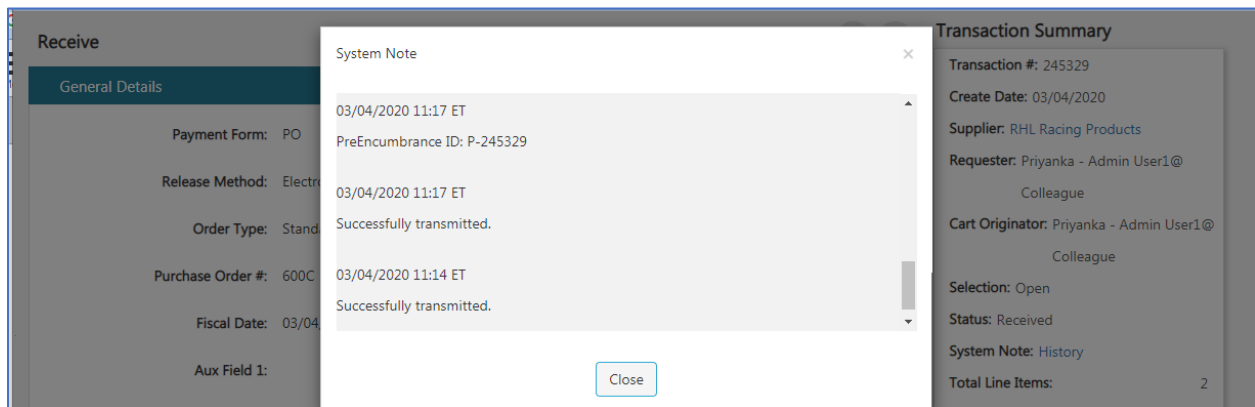 Receive
General Details
Payment Form: PO
Release Method: Electro
Order Type: Standa
Purchase Order #: 600C
Fiscal Date: 03/04
Aux Field 1:
System Note ×
03/04/2020 11:17 ET
PreEncumbrance ID: P-245329
03/04/2020 11:17 ET
Successfully transmitted.
03/04/2020 11:14 ET
Successfully transmitted.
Close
Transaction Summary
Transaction #: 245329
Create Date: 03/04/2020
Supplier: RHL Racing Products
Requester: Priyanka - Admin User1@
Colleague
Cart Originator: Priyanka - Admin User1@
Colleague
Selection: Open
Status: Received
System Note: History
Total Line Items: 2